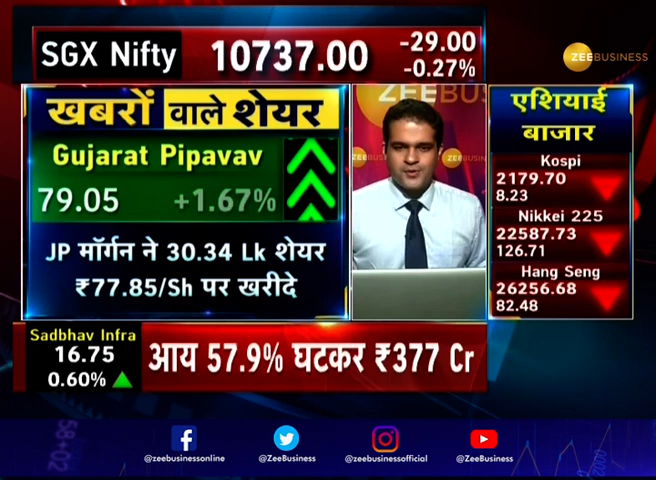 SGX Nifty 10737.00 -29.00
-0.27%
ZEEBUSINESS
खबरों वाले शेयर
Gujarat Pipavav
79.05 +1.67%
JP मॉर्गन ने 30.34 Lk शेयर
₹77.85/Sh पर खरीदे
ZEEBUS
ZEEBUSINESS
एशियाई
बाजार
Kospi
2179.70
8.23
Nikkei 225
22587.73
126.71
Hang Seng
26256.68
82.48
Sadbhav Infra
16.75
0.60%
आय 57.9% घटकर ₹377 Cr
@zeebusinessonline
@ZeeBusiness
@zeebusinessofficial
@ZeeBusiness